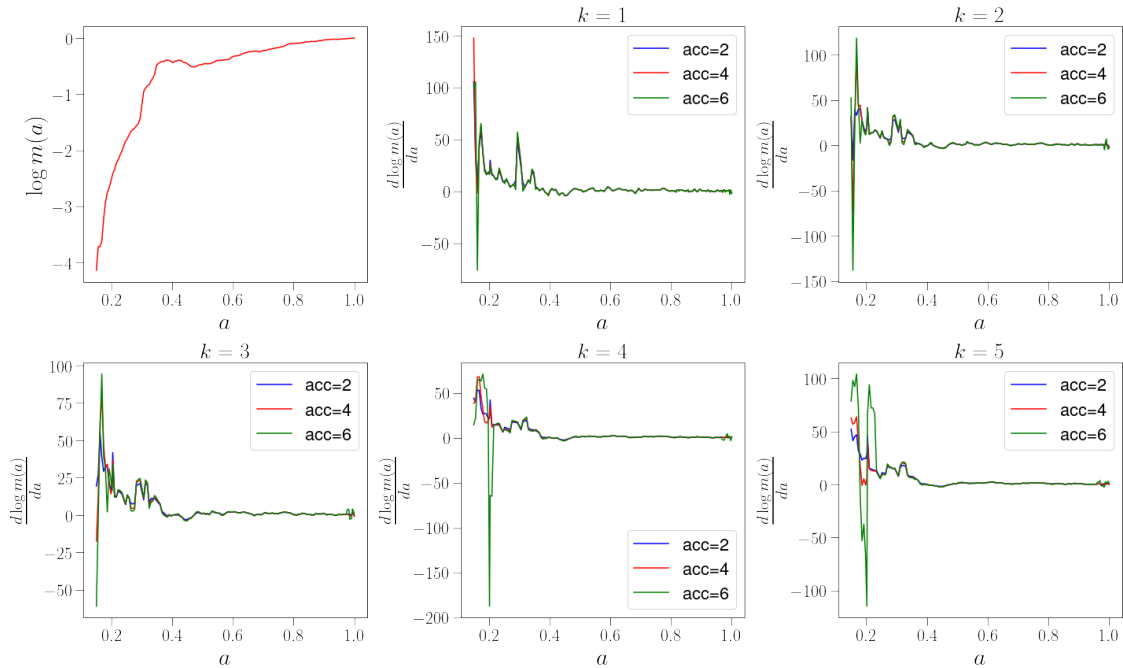 k = 1
k = 2
log m(a)
0
−1
−2
−3
−4
0.2 0.4 0.6 0.8 1.0
a
d log m(a)
da
150
100
50
0
−50
acc=2
acc=4
acc=6
0.2 0.4 0.6 0.8 1.0
a
d log m(a)
da
100
50
0
−50
−100
−150
acc=2
acc=4
acc=6
0.2 0.4 0.6 0.8 1.0
a
k = 3
k = 4
k = 5
d log m(a)
da
100
75
50
25
0
−25
−50
acc=2
acc=4
acc=6
0.2 0.4 0.6 0.8 1.0
a
d log m(a)
da
50
0
−50
−100
−150
−200
acc=2
acc=4
acc=6
0.2 0.4 0.6 0.8 1.0
a
d log m(a)
da
100
50
0
−50
−100
acc=2
acc=4
acc=6
0.2 0.4 0.6 0.8 1.0
a